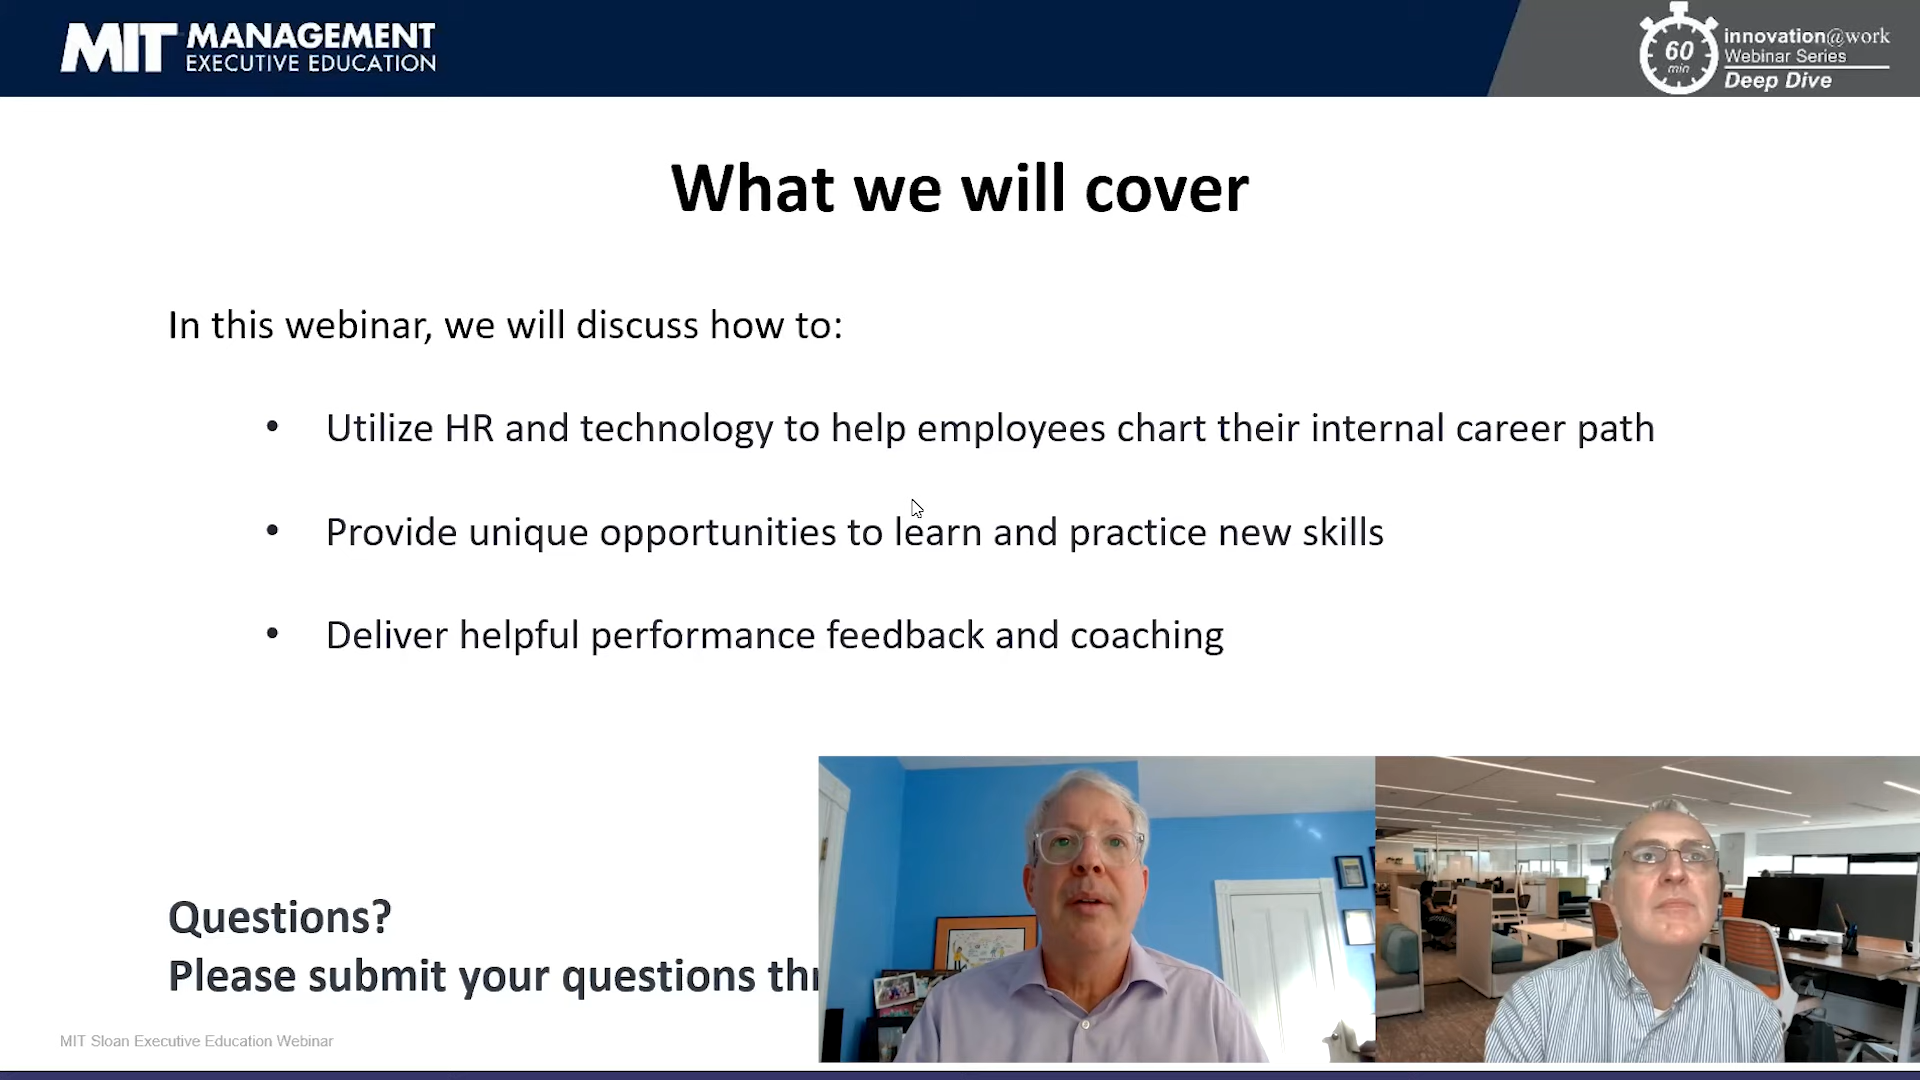 MIT MANAGEMENT
EXECUTIVE EDUCATION
60
min
innovation@work
Webinar Series
Deep Dive
What we will cover
In this webinar, we will discuss how to:
• Utilize HR and technology to help employees chart their internal career path
• Provide unique opportunities to learn and practice new skills
• Deliver helpful performance feedback and coaching
Questions?
Please submit your questions
MIT Sloan Executive Education Webinar